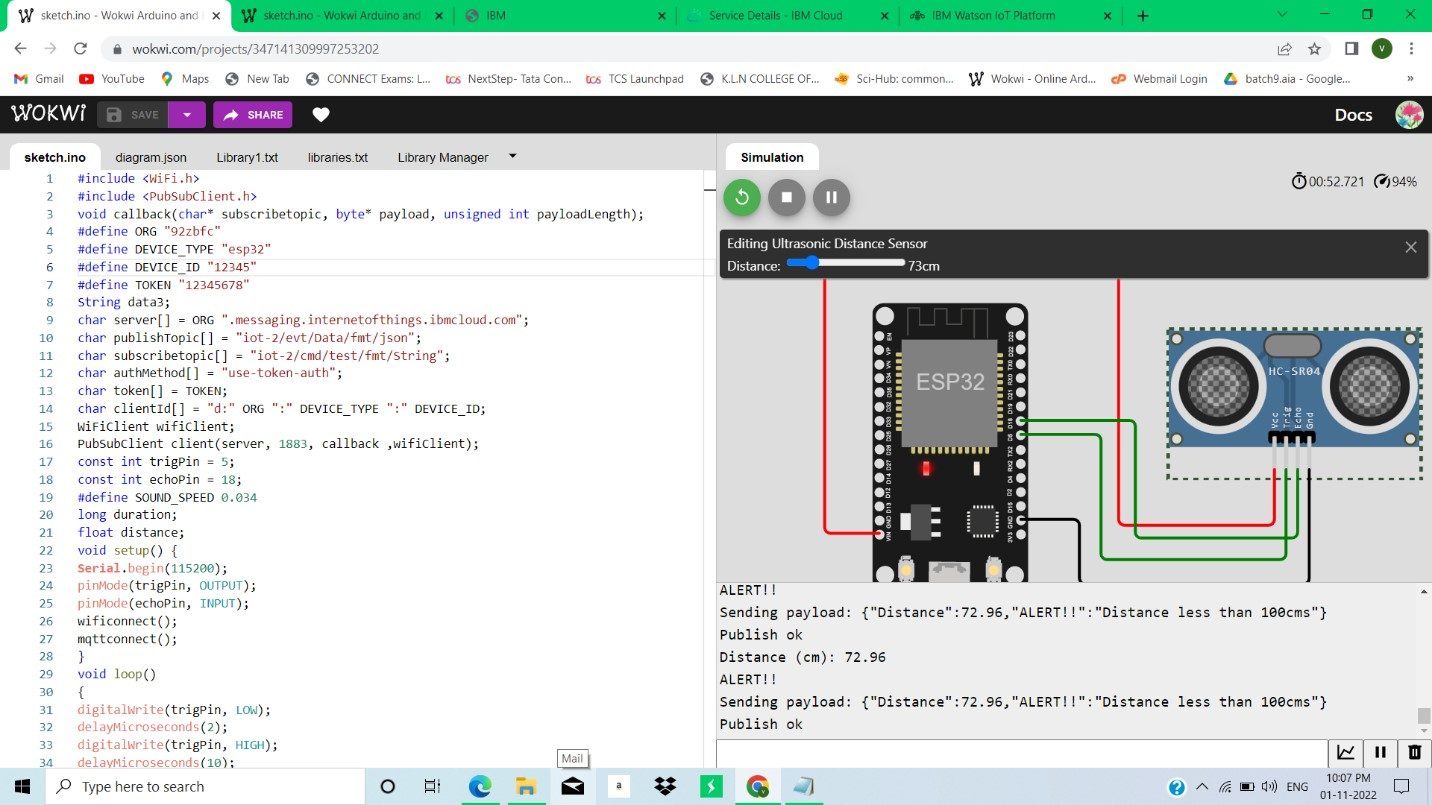 sketch.ino - Wokwi Arduino and
sketch.ino - Wokwi Arduino and
IBM
Service Details - IBM Cloud
IBM Watson IoT Platform
wokwi.com/projects/347141309997253202
V
Gmail
YouTube
Maps
New Tab
CONNECT Exams: L...
NextStep- Tata Con...
TCS Launchpad
K.L.N COLLEGE OF...
Sci-Hub: common...
Wokwi - Online Ard...
Webmail Login
batch9.aia - Google...
»
WOKWI
SAVE
SHARE
Docs
sketch.ino
diagram.json
Library1.txt
libraries.txt
Library Manager
Simulation
1 #include <WiFi.h>
2 #include <PubSubClient.h>
3 void callback(char* subscribetopic, byte* payload, unsigned int payloadLength);
4 #define ORG "92zbfc"
5 #define DEVICE_TYPE "esp32"
6 #define DEVICE_ID "12345"
7 #define TOKEN "12345678"
8 String data3;
9 char server[] = ORG ".messaging.internetofthings.ibmcloud.com";
10 char publishTopic[] = "iot-2/evt/Data/fmt/json";
11 char subscribetopic[] = "iot-2/cmd/test/fmt/String";
12 char authMethod[] = "use-token-auth";
13 char token[] = TOKEN;
14 char clientId[] = "d:" ORG ":" DEVICE_TYPE ":" DEVICE_ID;
15 WiFiClient wifiClient;
16 PubSubClient client(server, 1883, callback ,wifiClient);
17 const int trigPin = 5;
18 const int echoPin = 18;
19 #define SOUND_SPEED 0.034
20 long duration;
21 float distance;
22 void setup() {
23 Serial.begin(115200);
24 pinMode(trigPin, OUTPUT);
25 pinMode(echoPin, INPUT);
26 wificonnect();
27 mqttconnect();
28 }
29 void loop()
30 {
31 digitalWrite(trigPin, LOW);
32 delayMicroseconds(2);
33 digitalWrite(trigPin, HIGH);
34 delayMicroseconds(10);
00:52.721
94%
Editing Ultrasonic Distance Sensor
Distance: 73cm
ESP32
HC-SR04
Vcc
Trig
Echo
Gnd
ALERT!!
Sending payload: {"Distance":72.96,"ALERT!!":"Distance less than 100cms"}
Publish ok
Distance (cm): 72.96
ALERT!!
Sending payload: {"Distance":72.96,"ALERT!!":"Distance less than 100cms"}
Publish ok
Mail
Type here to search
a
ENG
10:07 PM
01-11-2022